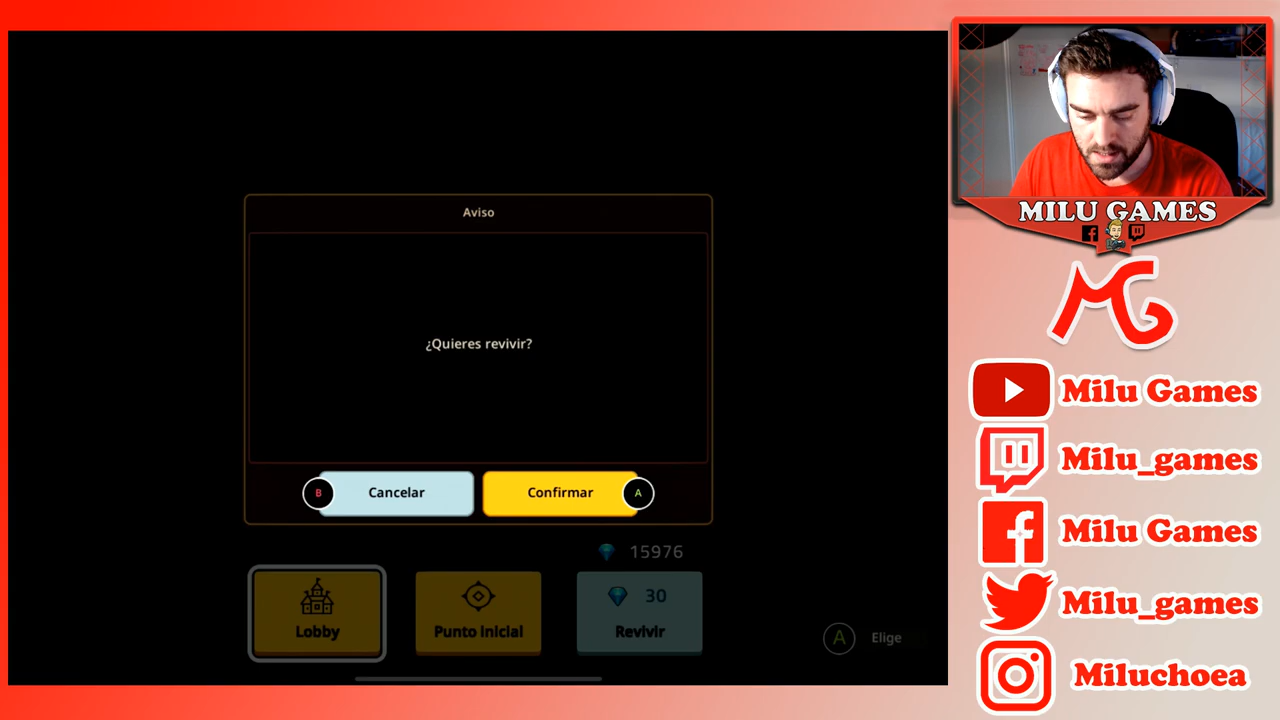 Aviso
¿Quieres revivir?
B Cancelar
Confirmar A
15976
Lobby
Punto inicial
30
Revivir
A Elige
MILU GAMES
Milu Games
Milu_games
Milu Games
Milu_games
Miluchoea